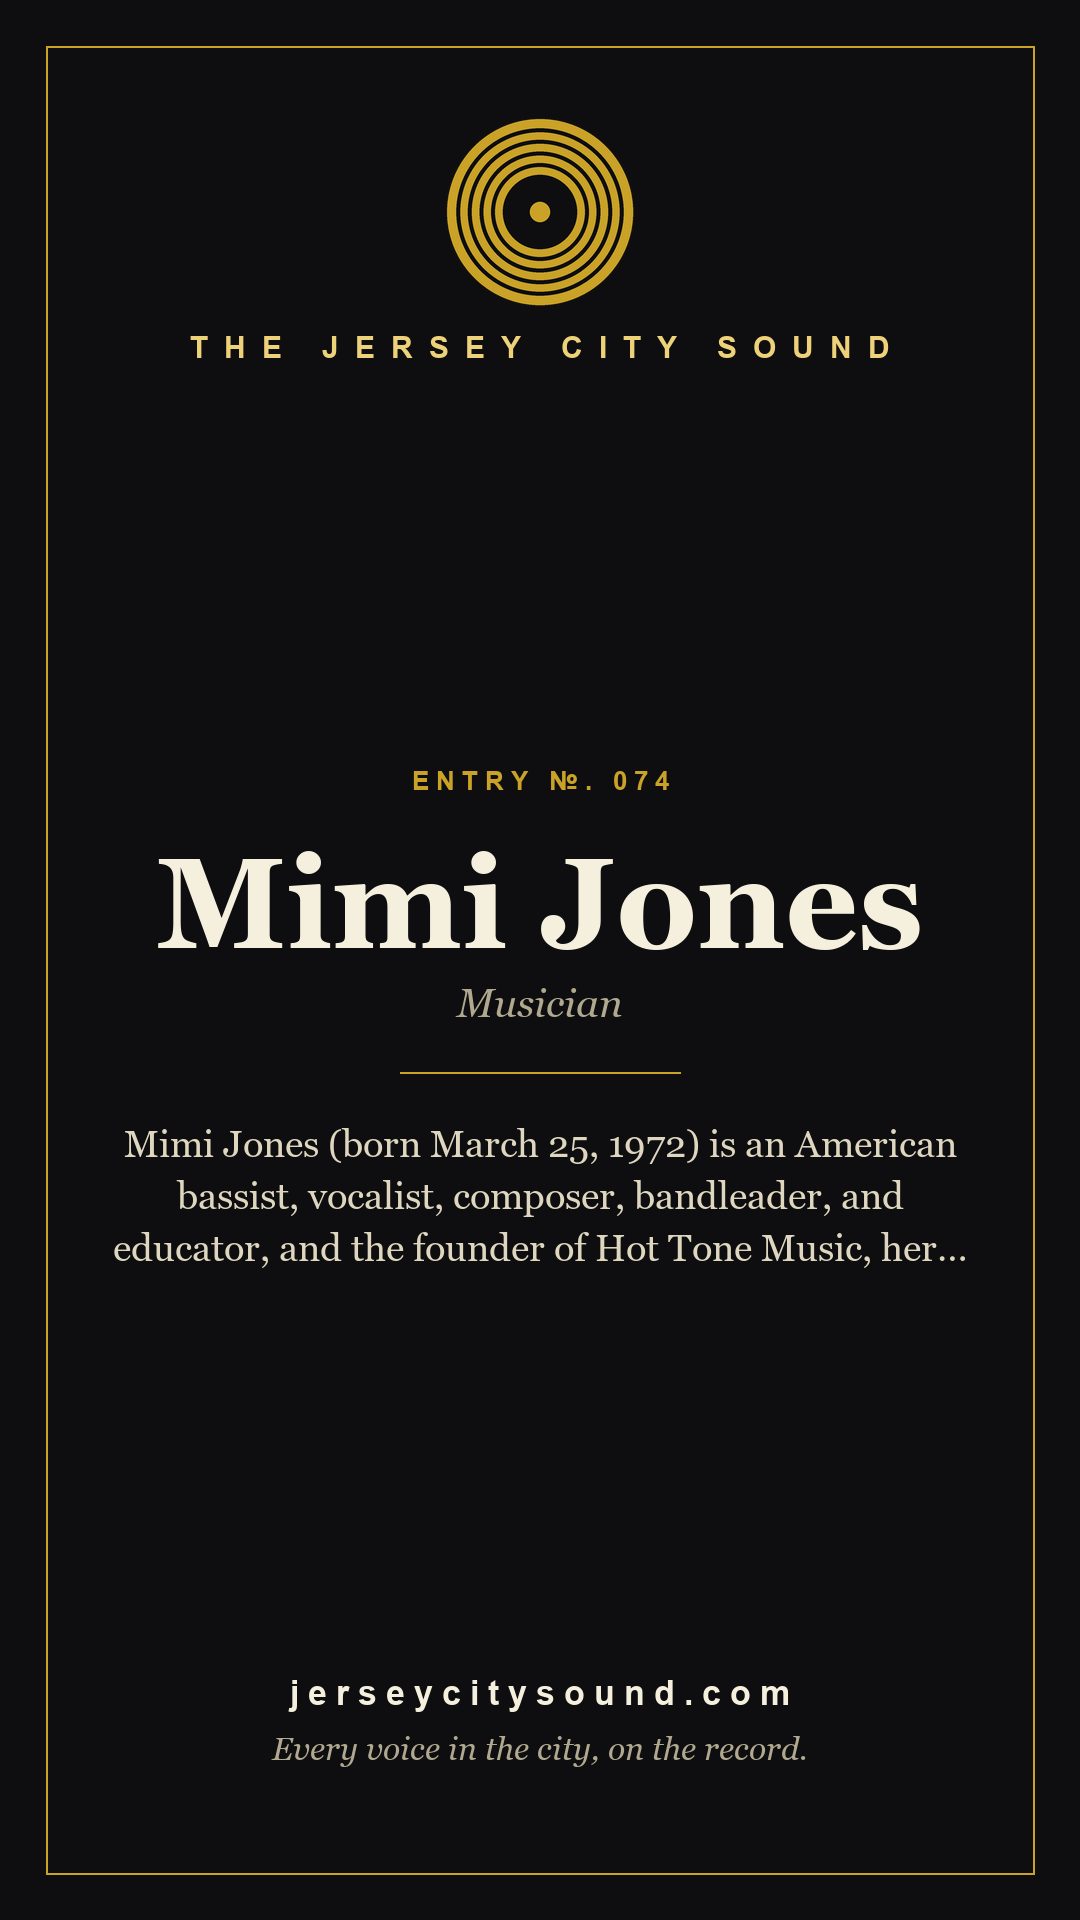 THE JERSEY CITY SOUND
ENTRY №. 074
Mimi Jones
Musician
Mimi Jones (born March 25, 1972) is an American
bassist, vocalist, composer, bandleader, and
educator, and the founder of Hot Tone Music, her...
jerseycitysound.com
Every voice in the city, on the record.